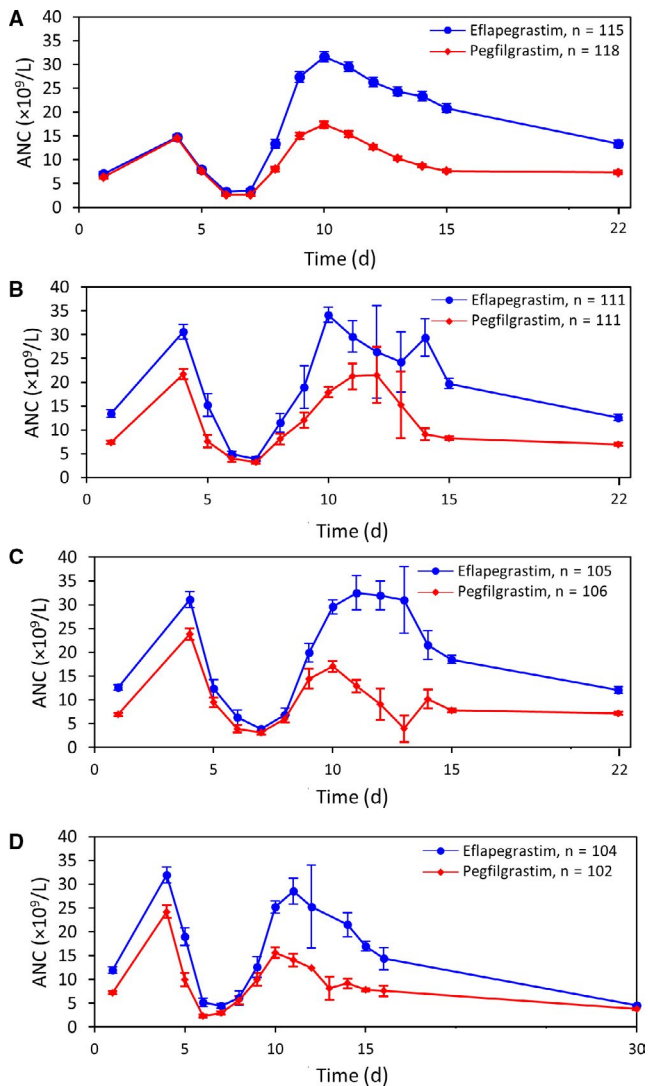 A
40
35
30
25
20
15
10
5
0
ANC (×10⁹/L)
Eflapegrastim, n = 115
Pegfilgrastim, n = 118
0 5 10 15 22
Time (d)
B
40
35
30
25
20
15
10
5
0
ANC (×10⁹/L)
Eflapegrastim, n = 111
Pegfilgrastim, n = 111
0 5 10 15 22
Time (d)
C
40
35
30
25
20
15
10
5
0
ANC (×10⁹/L)
Eflapegrastim, n = 105
Pegfilgrastim, n = 106
0 5 10 15 22
Time (d)
D
40
35
30
25
20
15
10
5
0
ANC (×10⁹/L)
Eflapegrastim, n = 104
Pegfilgrastim, n = 102
0 5 10 15 30
Time (d)